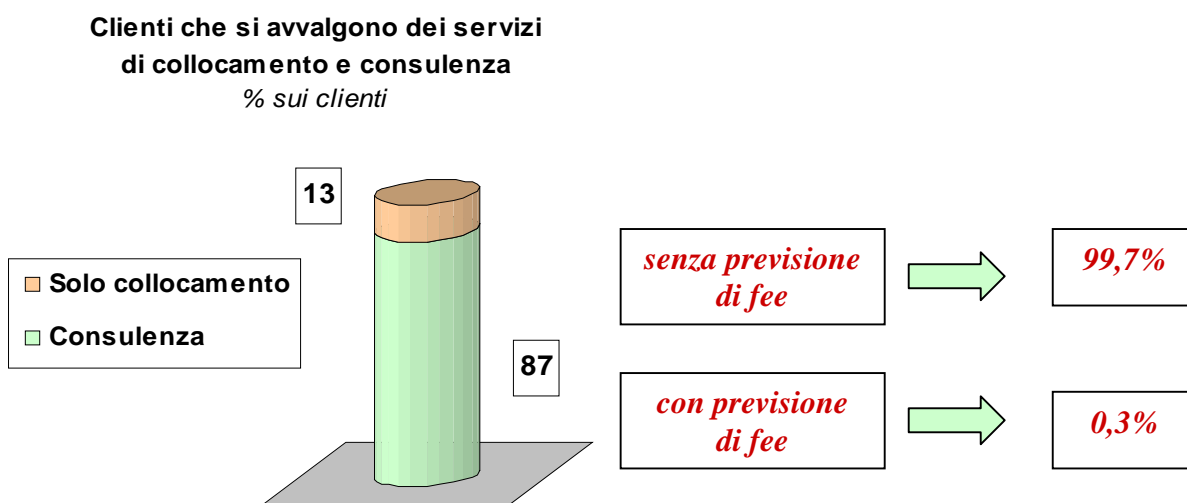 Clienti che si avvalgono dei servizi
di collocamento e consulenza
% sui clienti
13
Solo collocamento
Consulenza
87
senza previsione
di fee
99,7%
con previsione
di fee
0,3%